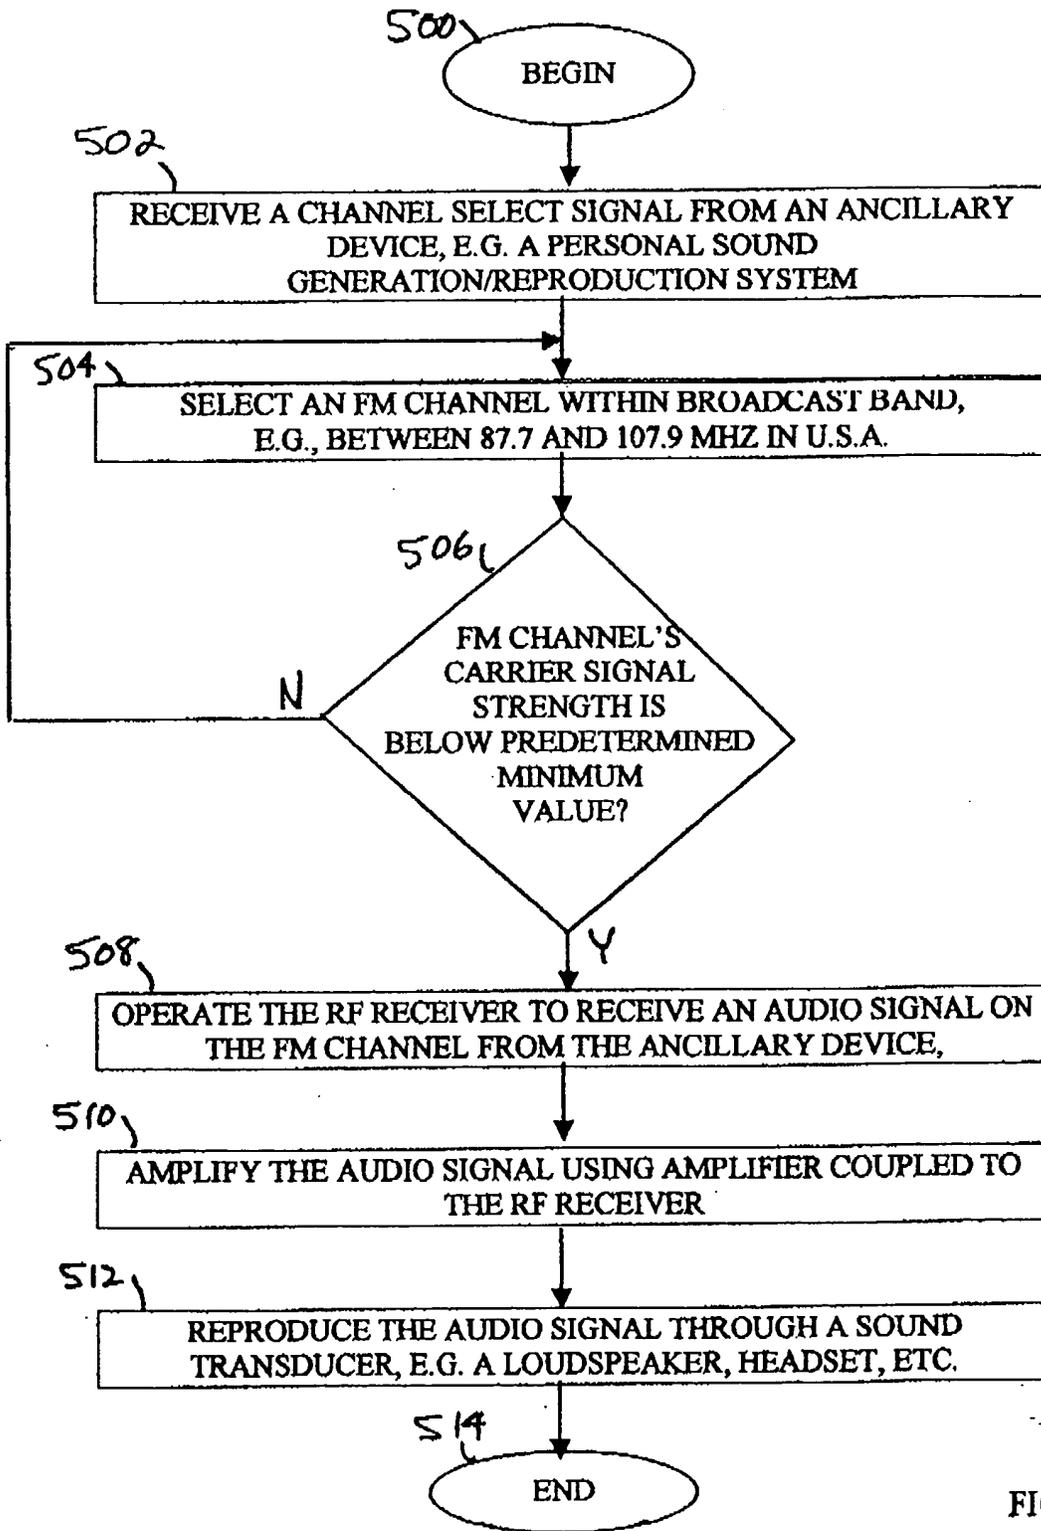 500
BEGIN
502
RECEIVE A CHANNEL SELECT SIGNAL FROM AN ANCILLARY
DEVICE, E.G. A PERSONAL SOUND
GENERATION/REPRODUCTION SYSTEM
504
SELECT AN FM CHANNEL WITHIN BROADCAST BAND,
E.G., BETWEEN 87.7 AND 107.9 MHZ IN U.S.A.
506
FM CHANNEL'S
CARRIER SIGNAL
STRENGTH IS
BELOW PREDETERMINED
MINIMUM
VALUE?
N
Y
508
OPERATE THE RF RECEIVER TO RECEIVE AN AUDIO SIGNAL ON
THE FM CHANNEL FROM THE ANCILLARY DEVICE,
510
AMPLIFY THE AUDIO SIGNAL USING AMPLIFIER COUPLED TO
THE RF RECEIVER
512
REPRODUCE THE AUDIO SIGNAL THROUGH A SOUND
TRANSDUCER, E.G. A LOUDSPEAKER, HEADSET, ETC.
514
END